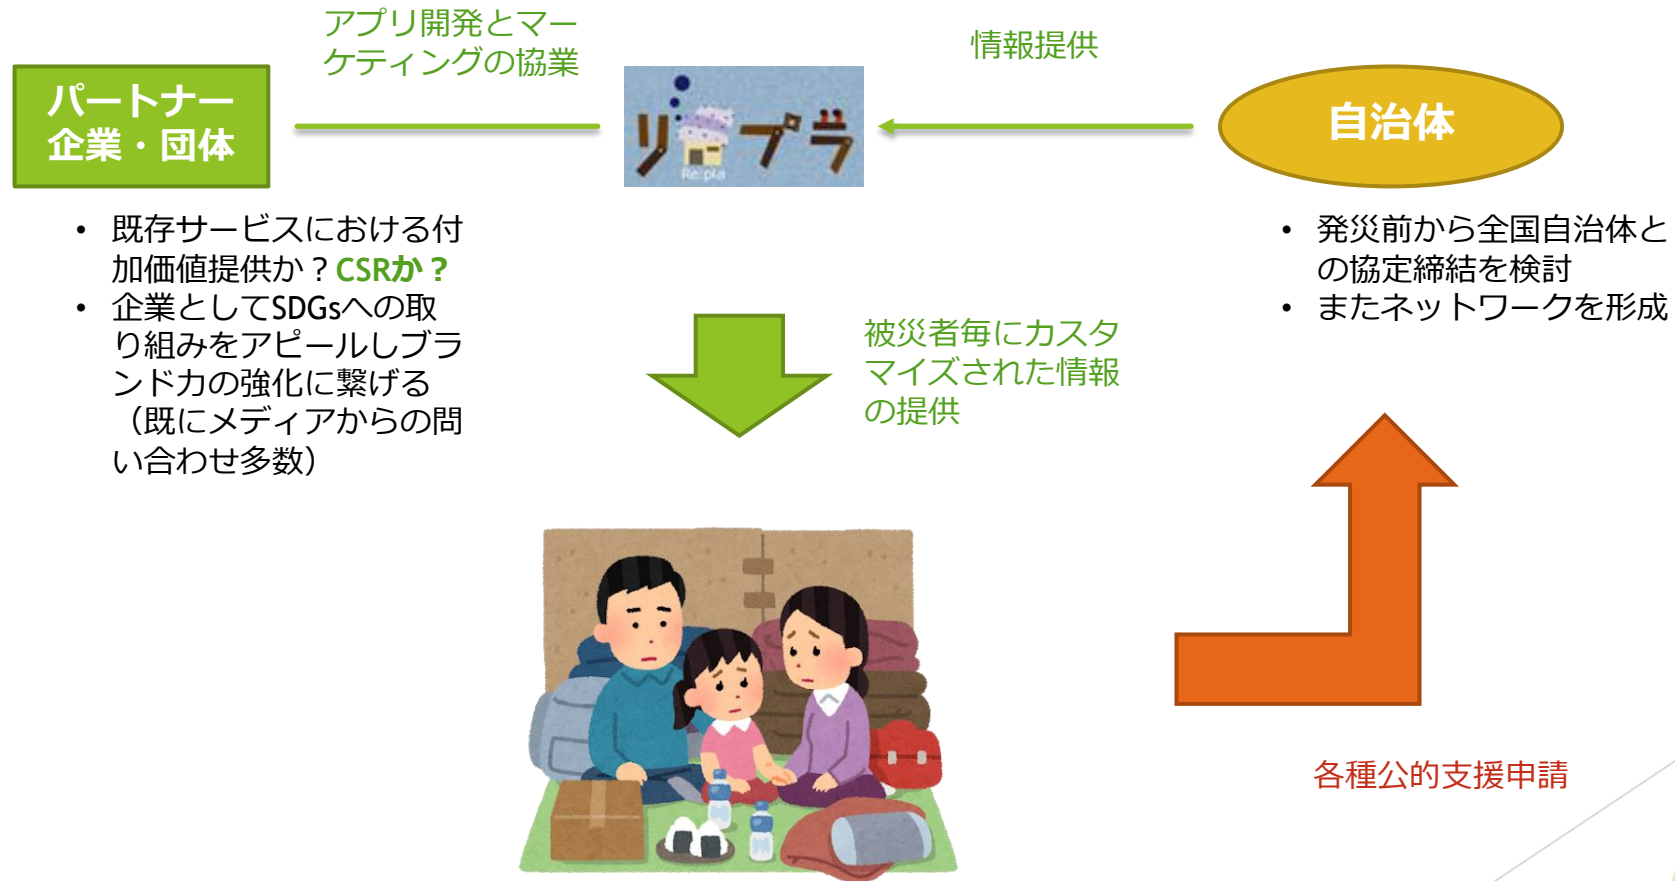 アプリ開発とマー
ケティングの協業
情報提供
パートナー
企業・団体
リプラ
Re:pla
自治体
• 既存サービスにおける付
加価値提供か？CSRか？
• 企業としてSDGsへの取
り組みをアピールしブラ
ンド力の強化に繋げる
（既にメディアからの問
い合わせ多数）
• 発災前から全国自治体と
の協定締結を検討
• またネットワークを形成
被災者毎にカスタ
マイズされた情報
の提供
各種公的支援申請